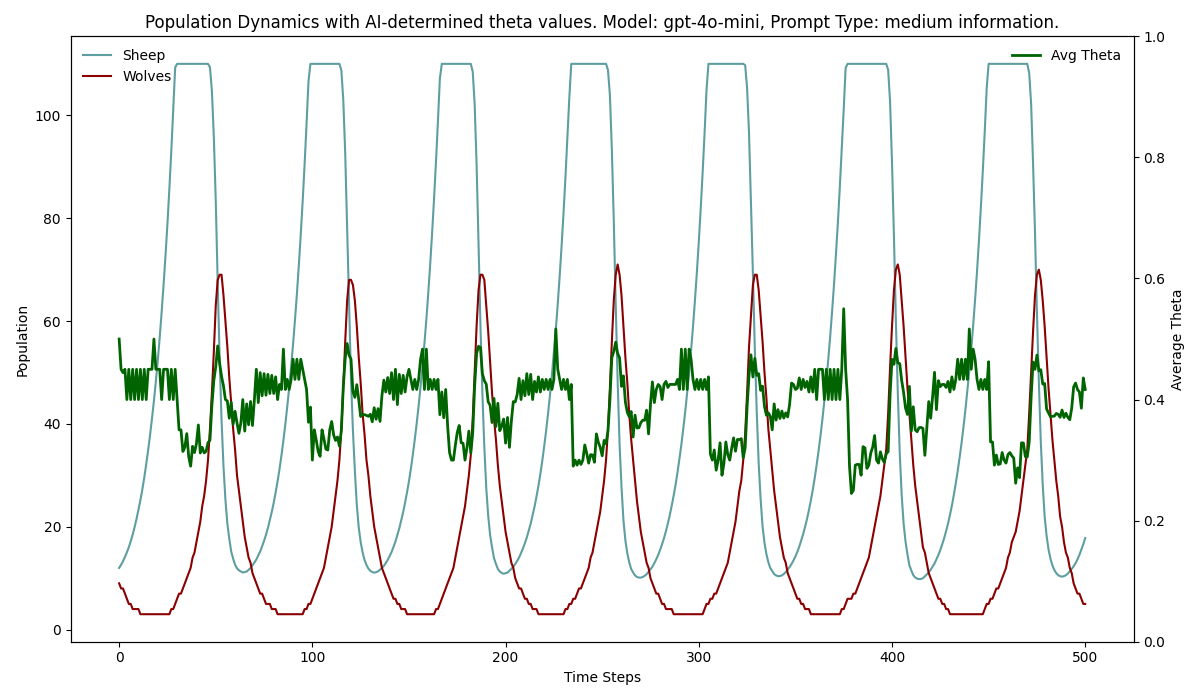 Population Dynamics with AI-determined theta values. Model: gpt-4o-mini, Prompt Type: medium information.
Sheep
Wolves
Avg Theta
Population
100
80
60
40
20
0
1.0
0.8
0.6
0.4
0.2
0.0
Average Theta
0 100 200 300 400 500
Time Steps